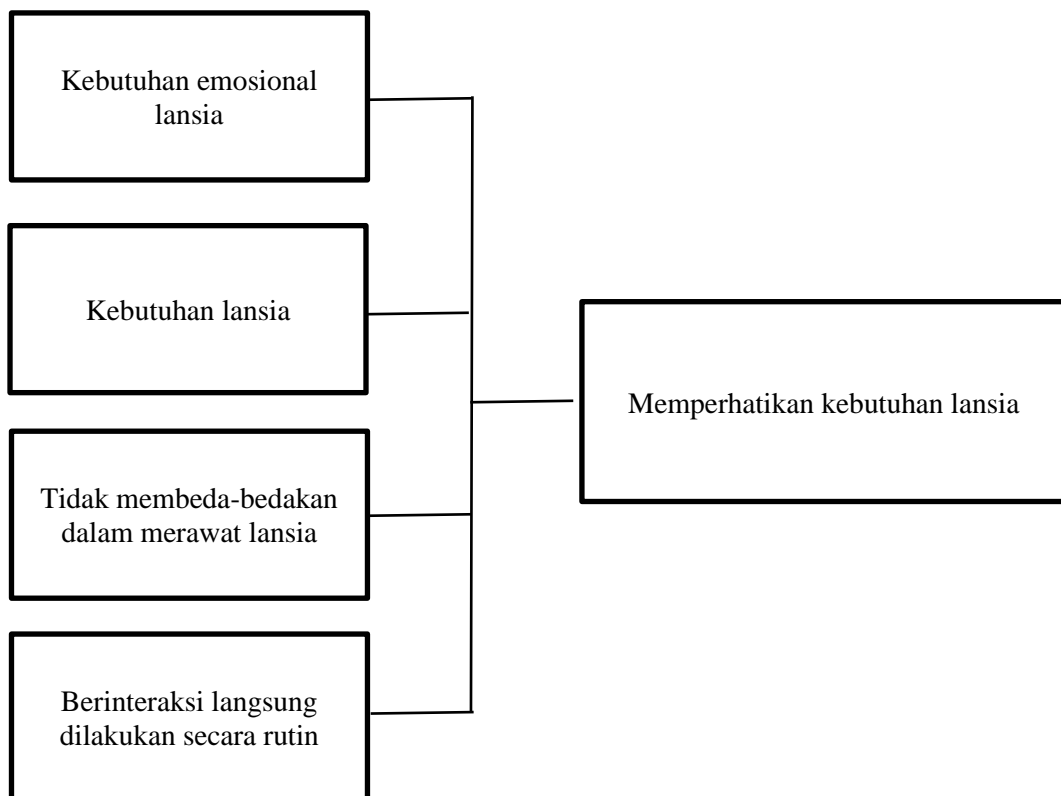 Kebutuhan emosional
lansia
Kebutuhan lansia
Tidak membeda-bedakan
dalam merawat lansia
Berinteraksi langsung
dilakukan secara rutin
Memperhatikan kebutuhan lansia